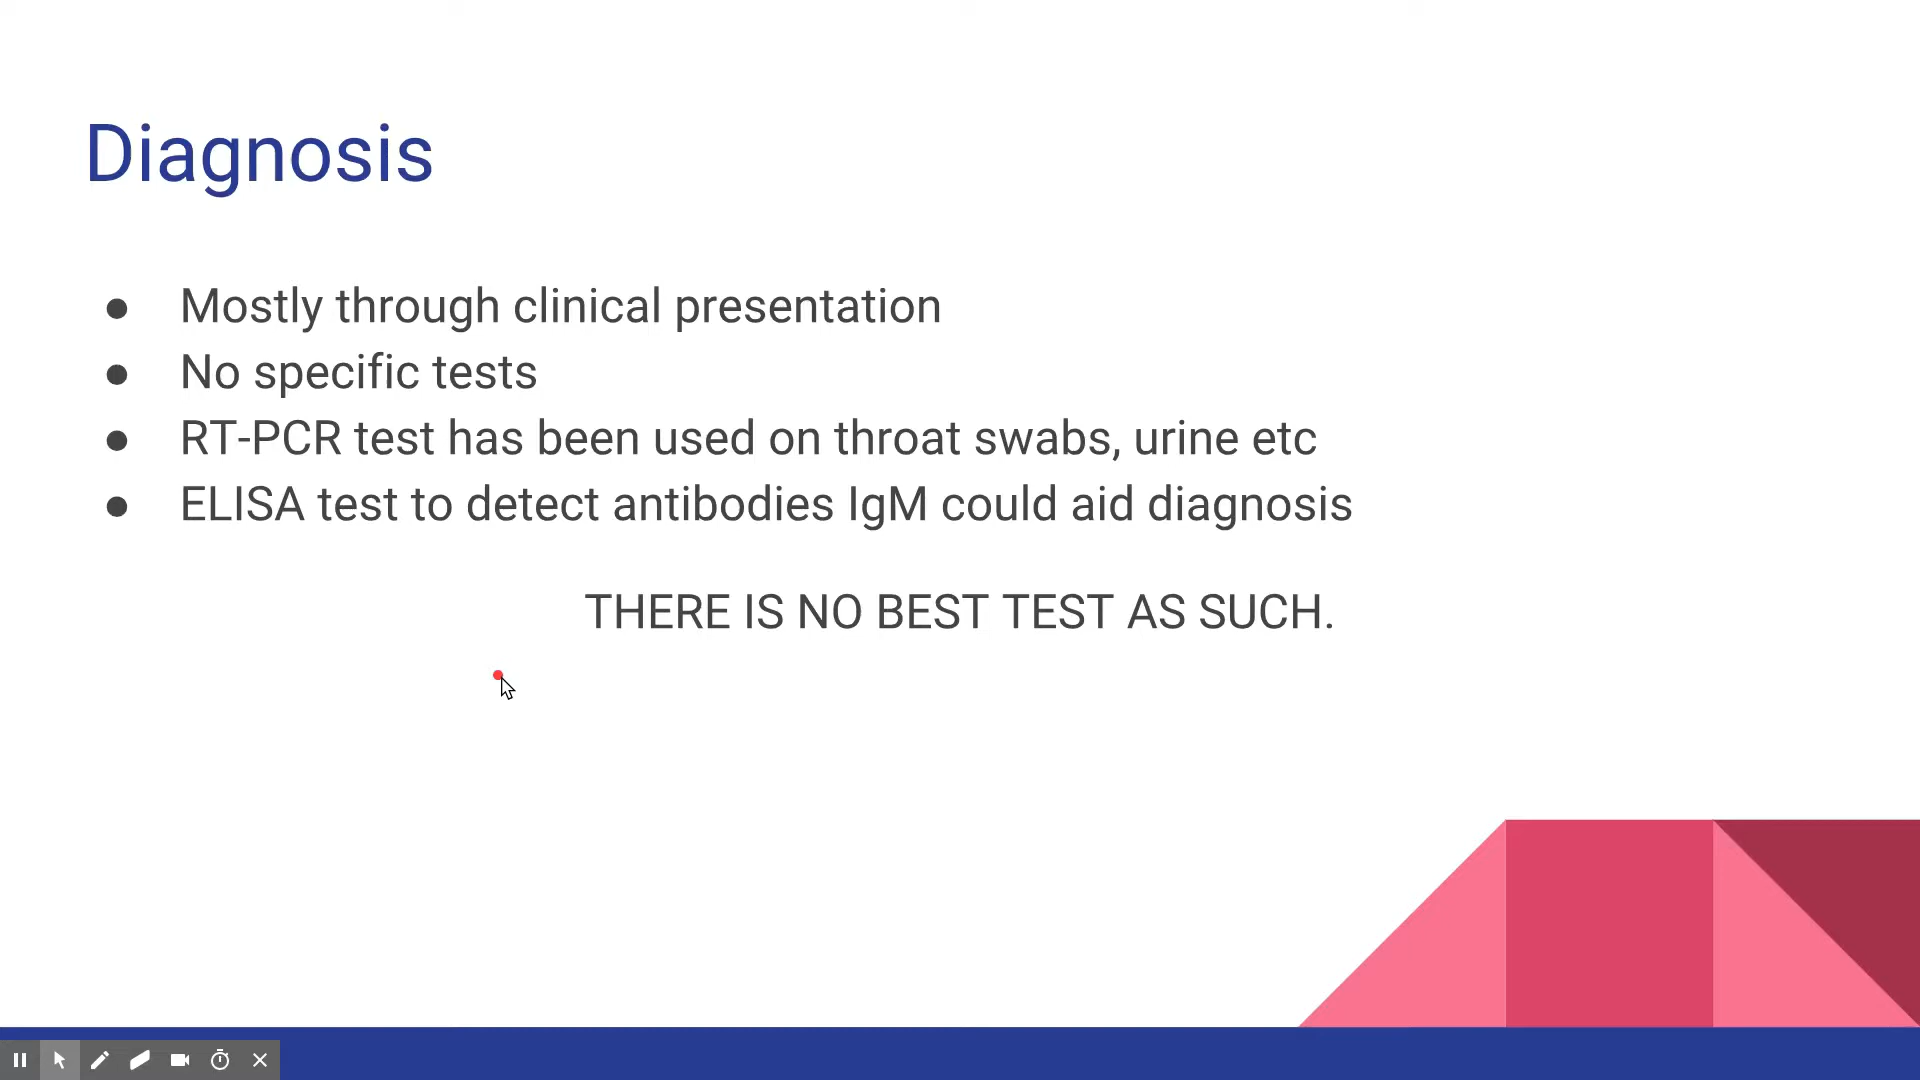 Diagnosis
● Mostly through clinical presentation
● No specific tests
● RT-PCR test has been used on throat swabs, urine etc
● ELISA test to detect antibodies IgM could aid diagnosis
THERE IS NO BEST TEST AS SUCH.